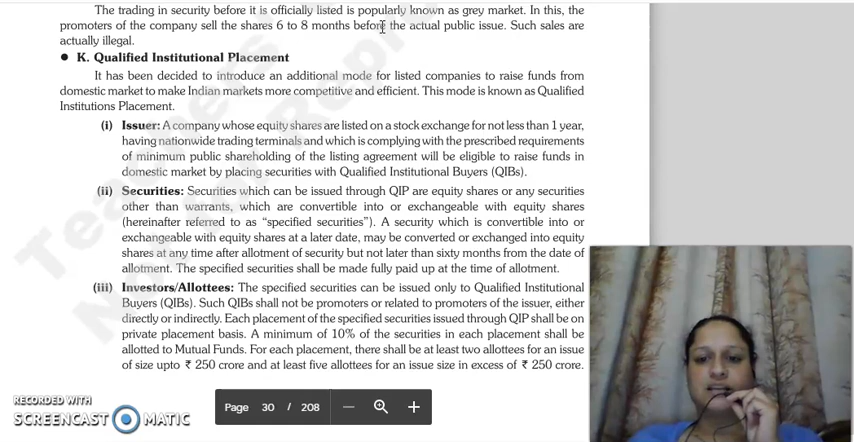 The trading in security before it is officially listed is popularly known as grey market. In this, the
promoters of the company sell the shares 6 to 8 months before the actual public issue. Such sales are
actually illegal.
● K. Qualified Institutional Placement
It has been decided to introduce an additional mode for listed companies to raise funds from
domestic market to make Indian markets more competitive and efficient. This mode is known as Qualified
Institutions Placement.
(i) Issuer: A company whose equity shares are listed on a stock exchange for not less than 1 year,
having nationwide trading terminals and which is complying with the prescribed requirements
of minimum public shareholding of the listing agreement will be eligible to raise funds in
domestic market by placing securities with Qualified Institutional Buyers (QIBs).
(ii) Securities: Securities which can be issued through QIP are equity shares or any securities
other than warrants, which are convertible into or exchangeable with equity shares
(hereinafter referred to as “specified securities”). A security which is convertible into or
exchangeable with equity shares at a later date, may be converted or exchanged into equity
shares at any time after allotment of security but not later than sixty months from the date of
allotment. The specified securities shall be made fully paid up at the time of allotment.
(iii) Investors/Allottees: The specified securities can be issued only to Qualified Institutional
Buyers (QIBs). Such QIBs shall not be promoters or related to promoters of the issuer, either
directly or indirectly. Each placement of the specified securities issued through QIP shall be on
private placement basis. A minimum of 10% of the securities in each placement shall be
allotted to Mutual Funds. For each placement, there shall be at least two allottees for an issue
of size upto ₹ 250 crore and at least five allottees for an issue size in excess of ₹ 250 crore.
Page 30 / 208
RECORDED WITH
SCREENCAST MATIC